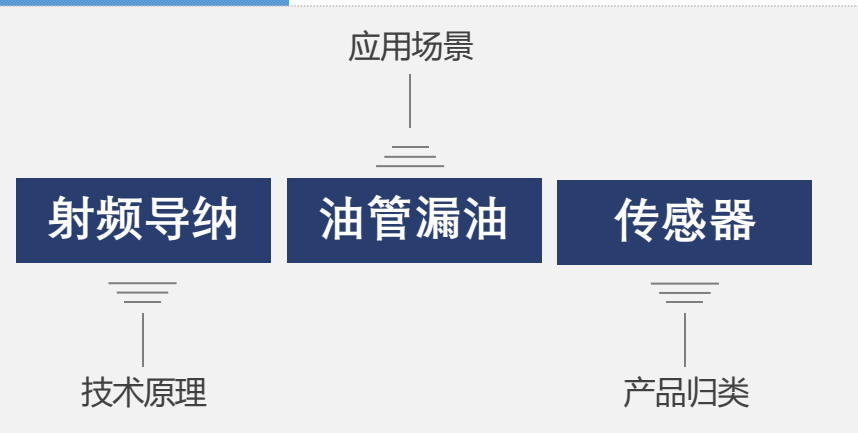 应用场景
射频导纳
油管漏油
传感器
技术原理
产品归类